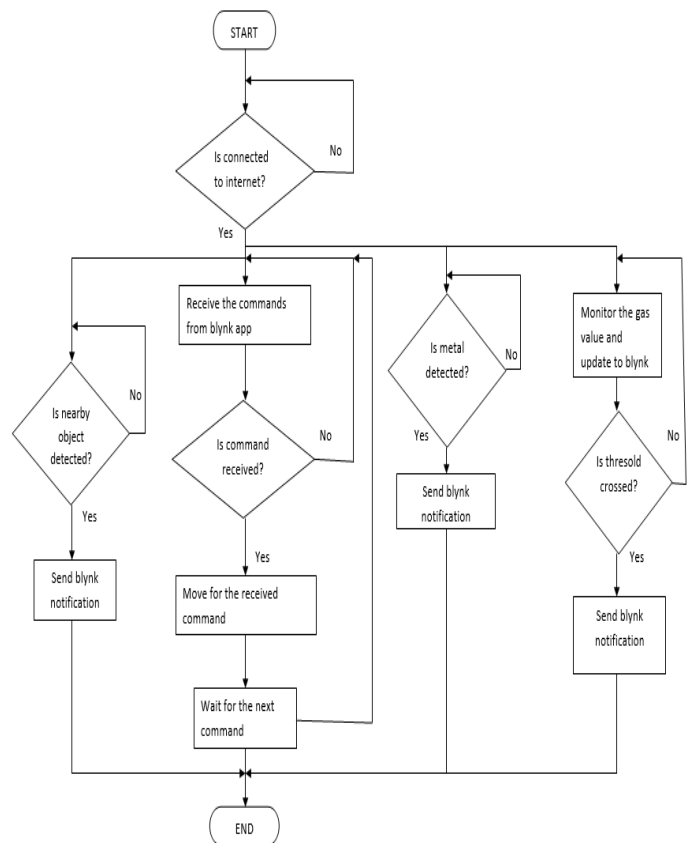 START
No
Is connected
to internet?
Yes
No
Is nearby
object
detected?
Yes
Send blynk
notification
Receive the commands
from blynk app
No
Is command
received?
Yes
Move for the received
command
Wait for the next
command
Is metal
detected?
No
Yes
Send blynk
notification
Monitor the gas
value and
update to blynk
No
Is thresold
crossed?
Yes
Send blynk
notification
END